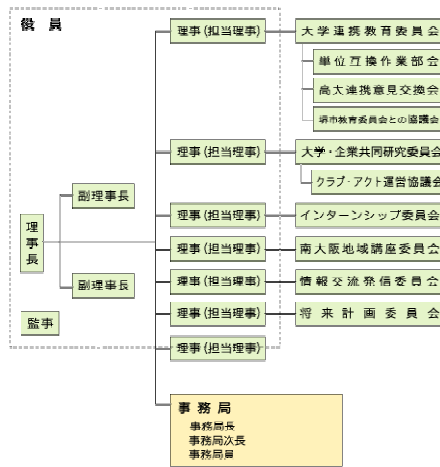 役員
理事(担当理事)
大学連携教育委員会
単位互換作業部会
高大連携意見交換会
堺市教育委員会との協議会
理事(担当理事)
大学・企業共同研究委員会
クラブ・アクト運営協議会
副理事長
理事(担当理事)
インターンシップ委員会
理事長
理事(担当理事)
南大阪地域講座委員会
副理事長
理事(担当理事)
情報交流発信委員会
監事
理事(担当理事)
将来計画委員会
理事(担当理事)
事務局
事務局長
事務局次長
事務局員